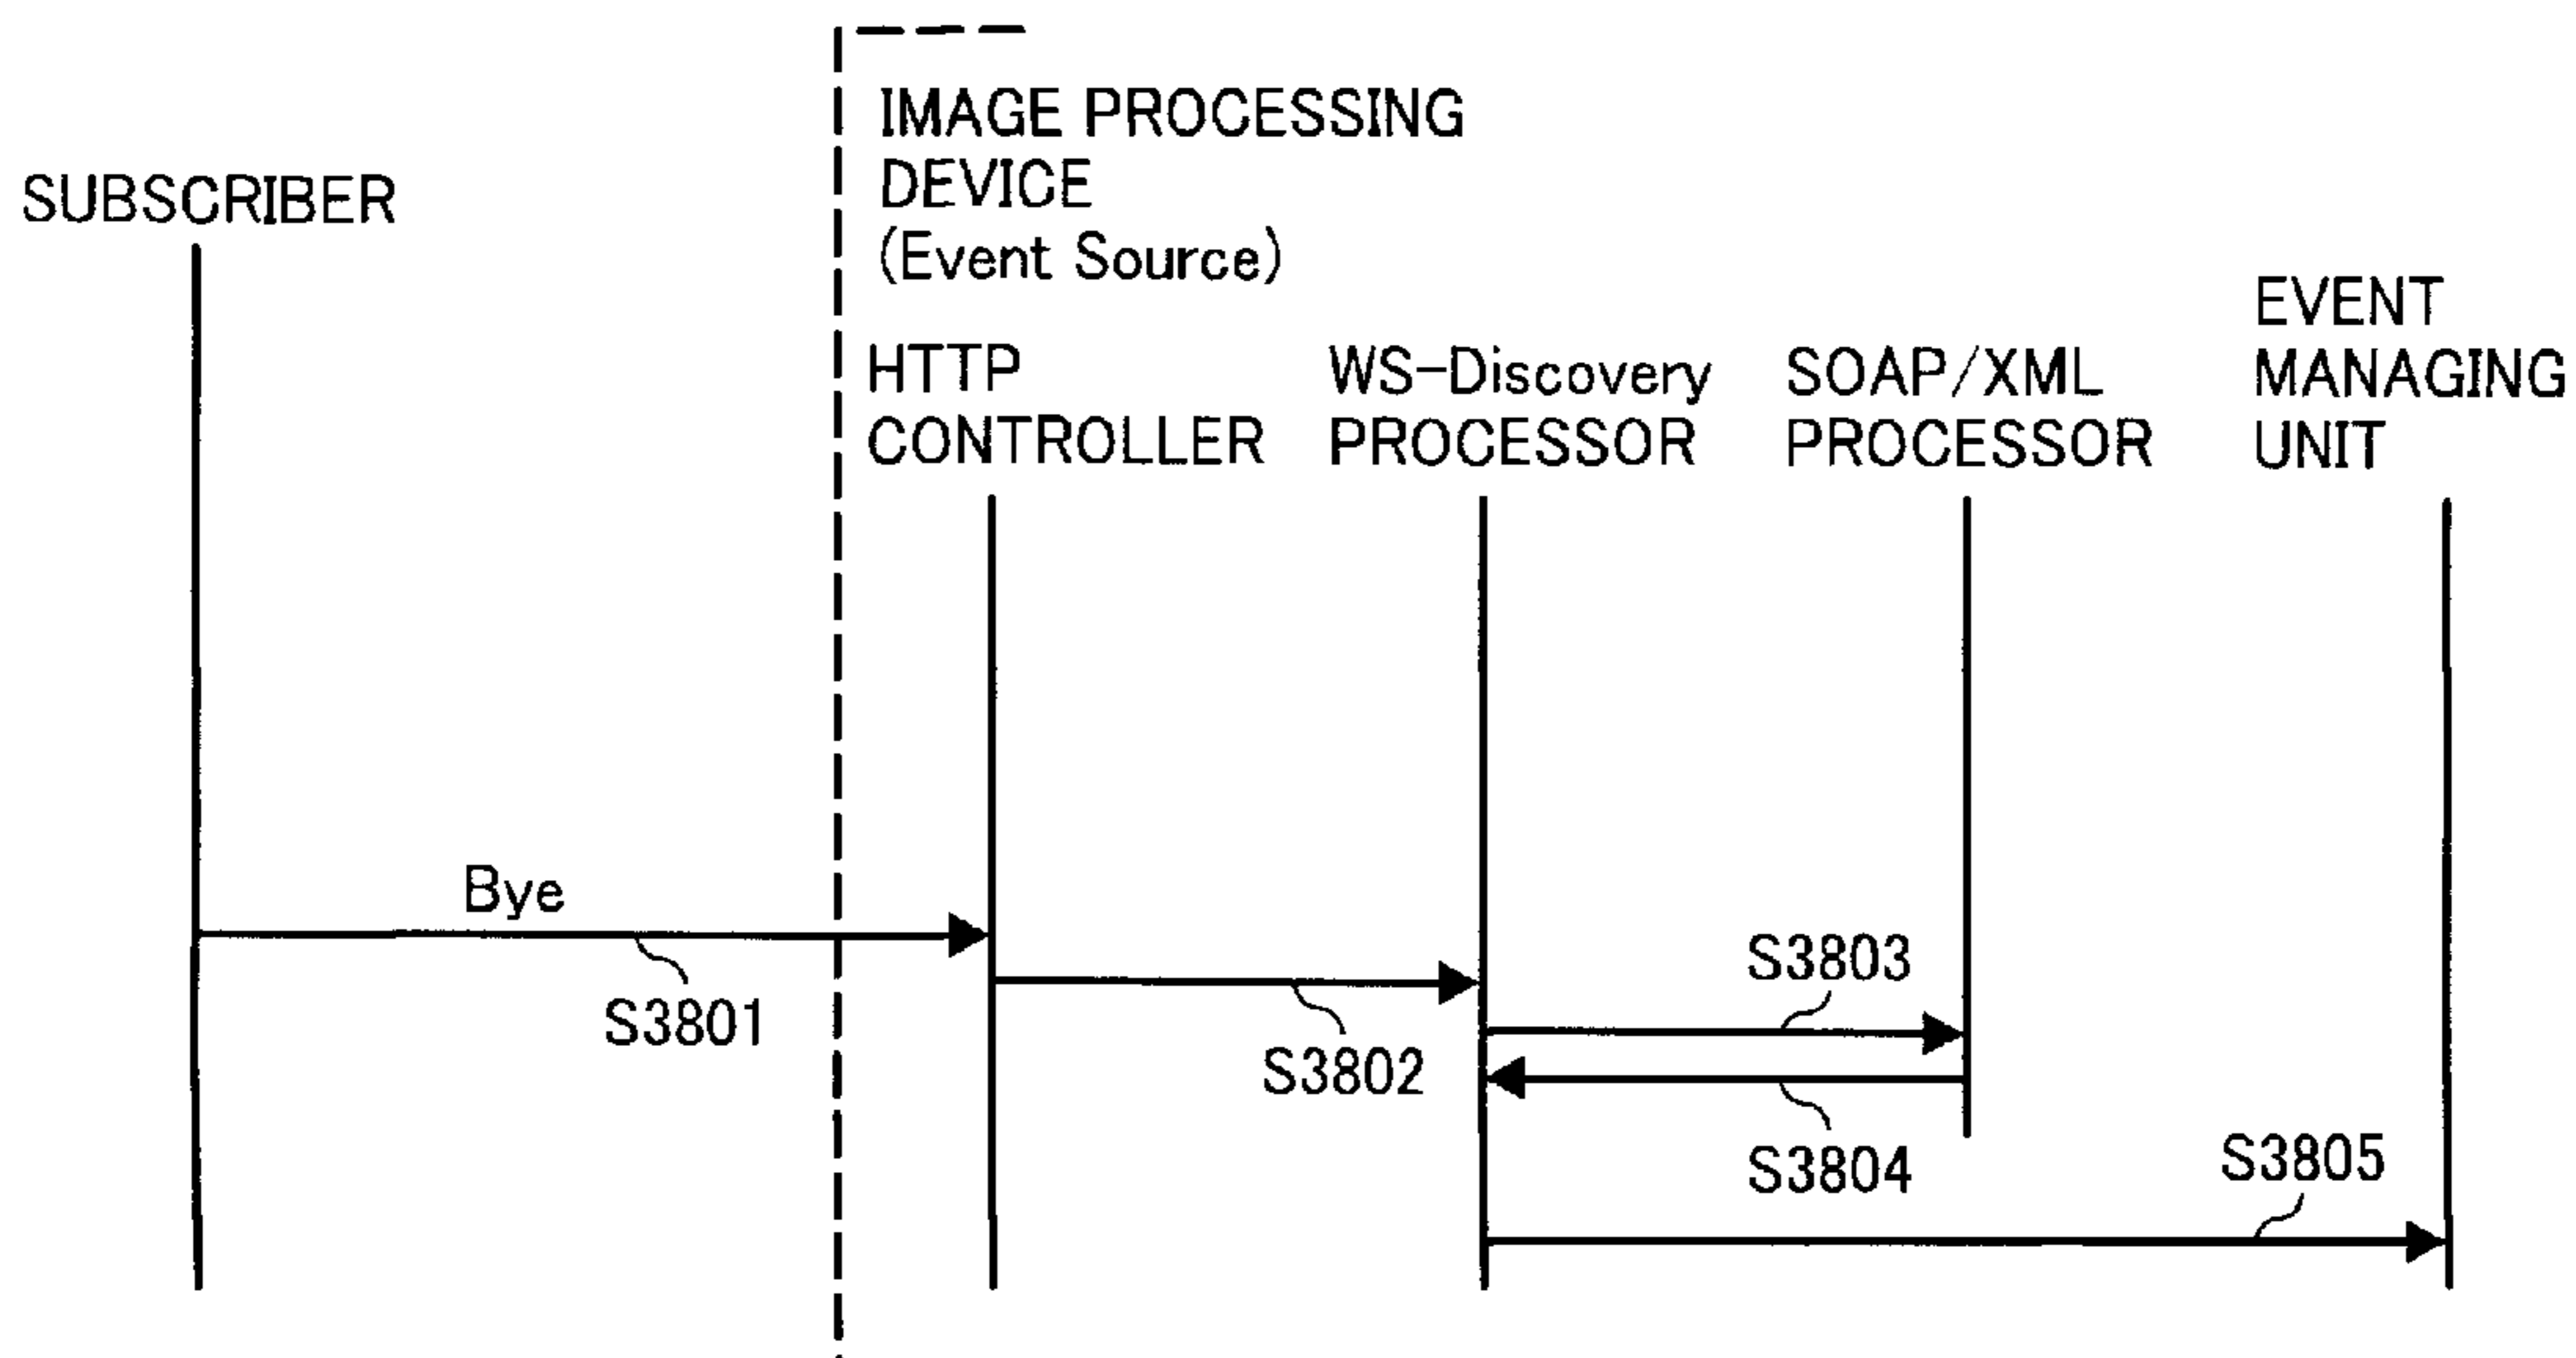 IMAGE PROCESSING
DEVICE
(Event Source)
SUBSCRIBER
HTTP
CONTROLLER
WS-Discovery
PROCESSOR
SOAP/XML
PROCESSOR
EVENT
MANAGING
UNIT
Bye
S3801
S3802
S3803
S3804
S3805